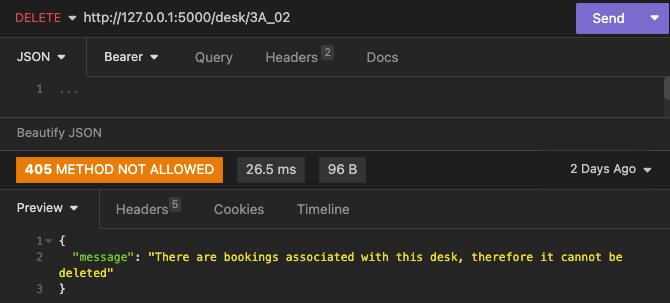 DELETE http://127.0.0.1:5000/desk/3A_02 Send
JSON Bearer Query Headers 2 Docs
1 ...
Beautify JSON
405 METHOD NOT ALLOWED 26.5 ms 96 B 2 Days Ago
Preview Headers 5 Cookies Timeline
1 {
2 "message": "There are bookings associated with this desk, therefore it cannot be
deleted"
3 }